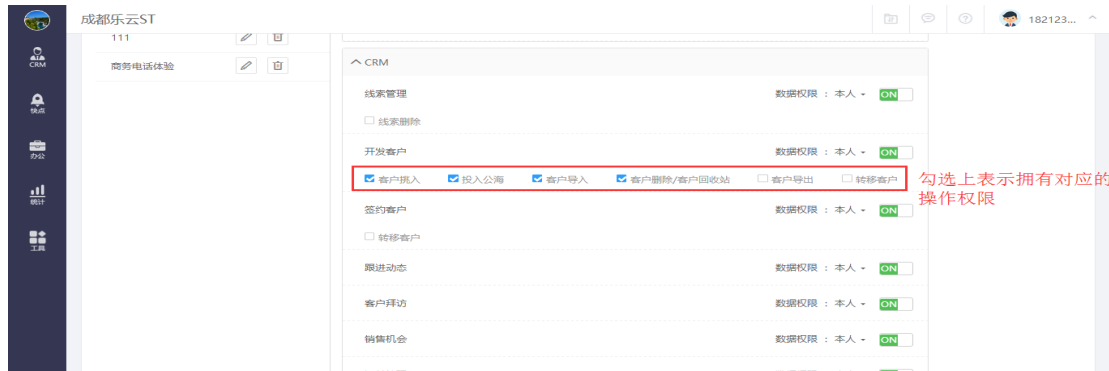 成都乐云ST
182123...
CRM
快点
办公
统计
工具
111
商务电话体验
CRM
线索管理 数据权限 : 本人 ON
线索删除
开发客户 数据权限 : 本人 ON
客户挑入 投入公海 客户导入 客户删除/客户回收站 客户导出 转移客户
勾选上表示拥有对应的
操作权限
签约客户 数据权限 : 本人 ON
转移客户
跟进动态 数据权限 : 本人 ON
客户拜访 数据权限 : 本人 ON
销售机会 数据权限 : 本人 ON